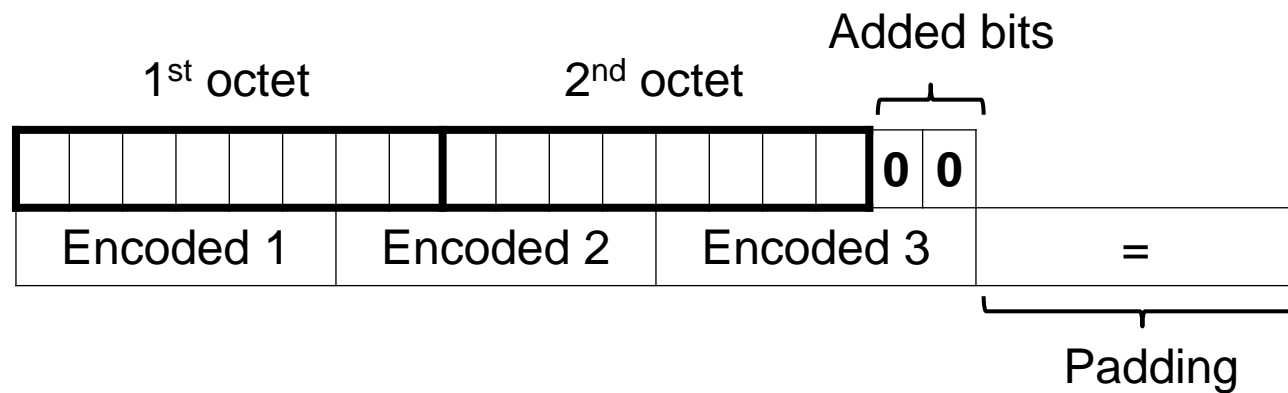 Added bits
1st octet 2nd octet
0 0
Encoded 1 Encoded 2 Encoded 3 =
Padding